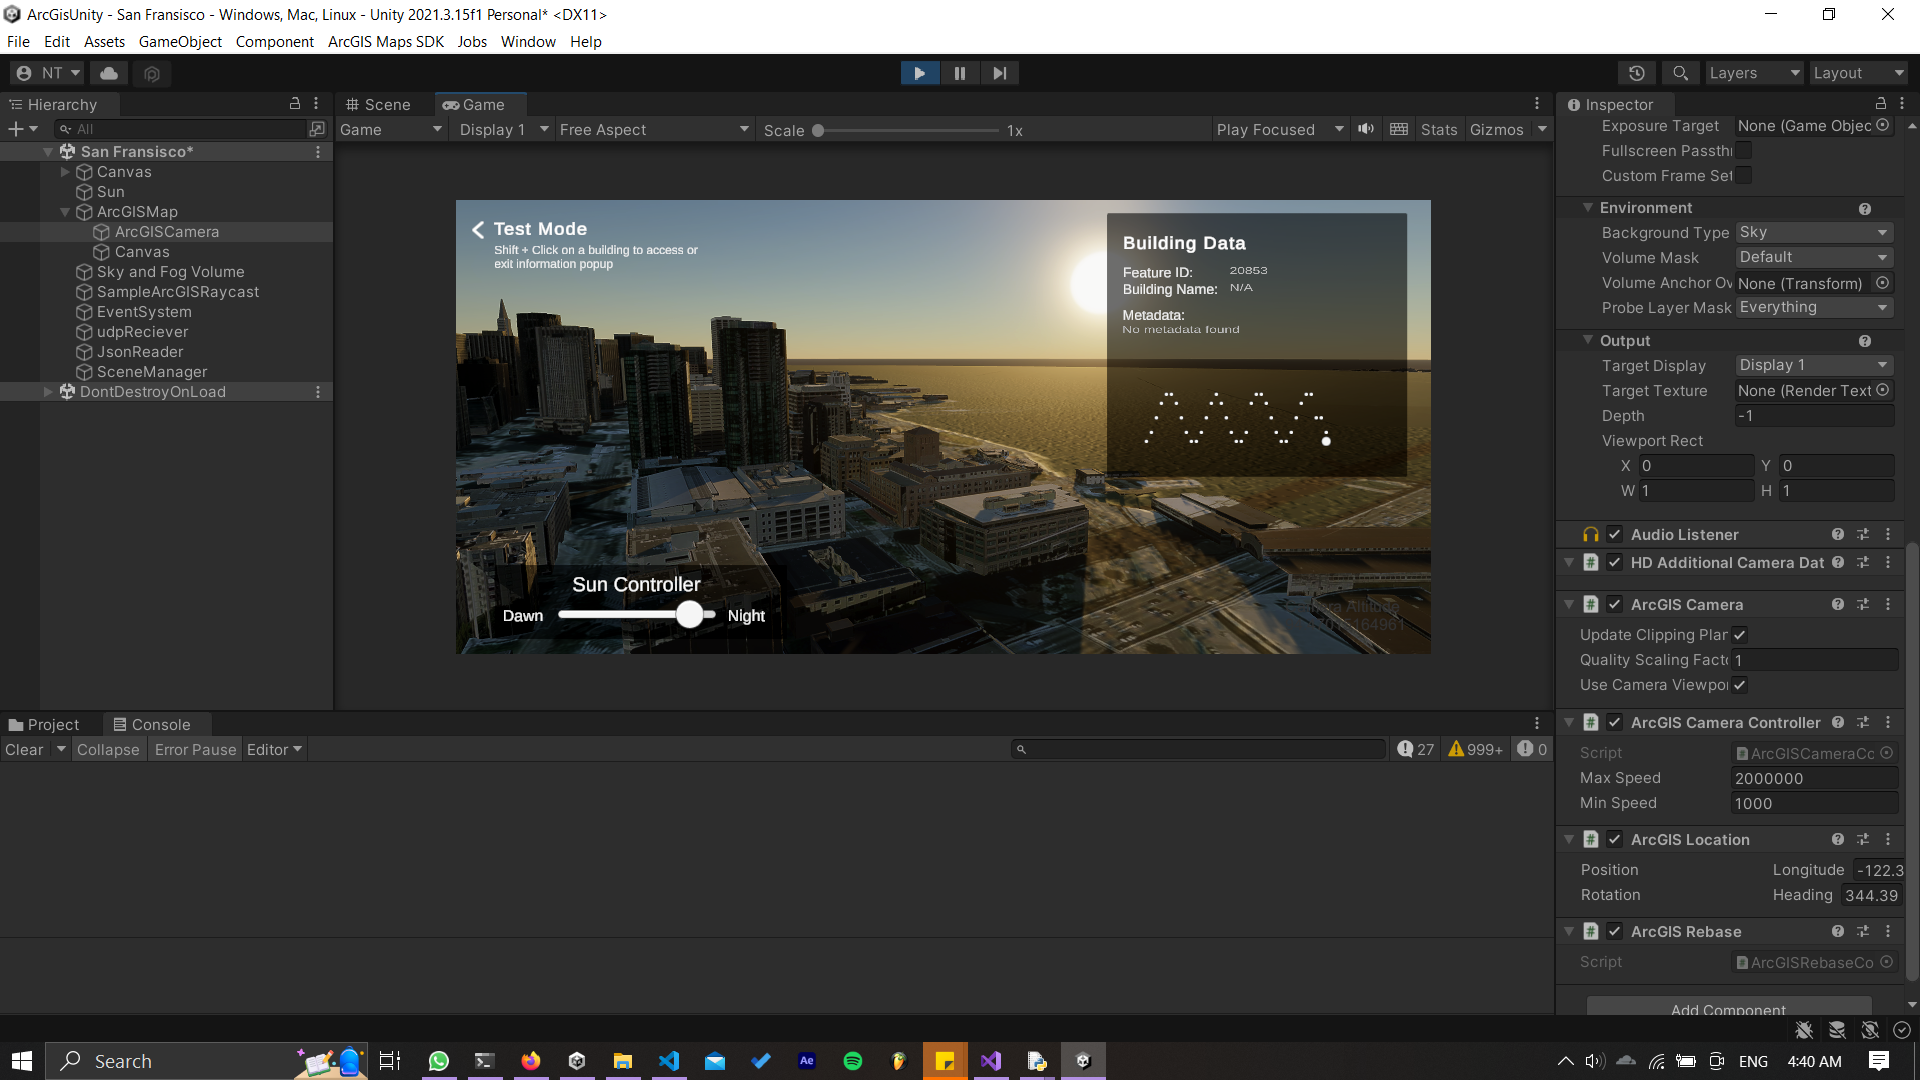 ArcGisUnity - San Fransisco - Windows, Mac, Linux - Unity 2021.3.15f1 Personal* <DX11>
File Edit Assets GameObject Component ArcGIS Maps SDK Jobs Window Help
NT Layers Layout
Hierarchy
All
San Fransisco*
Canvas
Sun
ArcGISMap
ArcGISCamera
Canvas
Sky and Fog Volume
SampleArcGISRaycast
EventSystem
udpReciever
JsonReader
SceneManager
DontDestroyOnLoad
Scene Game
Game Display 1 Free Aspect Scale 1x Play Focused Stats Gizmos
Test Mode
Shift + Click on a building to access or
exit information popup
Building Data
Feature ID: 20853
Building Name: N/A
Metadata:
No metadata found
Sun Controller
Dawn Night
Altitude
Project Console
Clear Collapse Error Pause Editor 27 999+ 0
Inspector
Exposure Target None (Game Objec
Fullscreen Passthr
Custom Frame Set
Environment
Background Type Sky
Volume Mask Default
Volume Anchor Ov None (Transform)
Probe Layer Mask Everything
Output
Target Display Display 1
Target Texture None (Render Text
Depth -1
Viewport Rect
X 0 Y 0
W 1 H 1
Audio Listener
HD Additional Camera Dat
ArcGIS Camera
Update Clipping Plan
Quality Scaling Facto 1
Use Camera Viewpor
ArcGIS Camera Controller
Script ArcGISCameraCo
Max Speed 2000000
Min Speed 1000
ArcGIS Location
Position Longitude -122.3
Rotation Heading 344.39
ArcGIS Rebase
Script ArcGISRebaseCo
Add Component
Search Ae ENG 4:40 AM